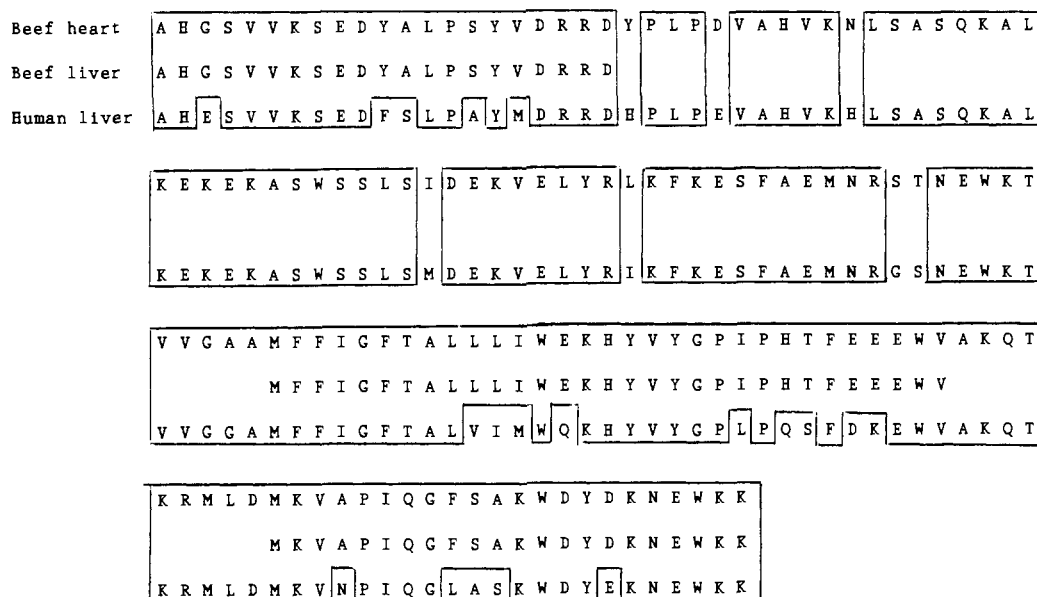 Beef heart A H G S V V K S E D Y A L P S Y V D R R D Y P L P D V A H V K N L S A S Q K A L
Beef liver A H G S V V K S E D Y A L P S Y V D R R D
Human liver A H E S V V K S E D F S L P A Y M D R R D H P L P E V A H V K H L S A S Q K A L
K E K E K A S W S S L S I D E K V E L Y R L K F K E S F A E M N R S T N E W K T
K E K E K A S W S S L S M D E K V E L Y R I K F K E S F A E M N R G S N E W K T
V V G A A M F F I G F T A L L L I W E K H Y V Y G P I P H T F E E E W V A K Q T
M F F I G F T A L L L I W E K H Y V Y G P I P H T F E E E W V
V V G G A M F F I G F T A L V I M W Q K H Y V Y G P L P Q S F D K E W V A K Q T
K R M L D M K V A P I Q G F S A K W D Y D K N E W K K
M K V A P I Q G F S A K W D Y D K N E W K K
K R M L D M K V N P I Q G L A S K W D Y E K N E W K K